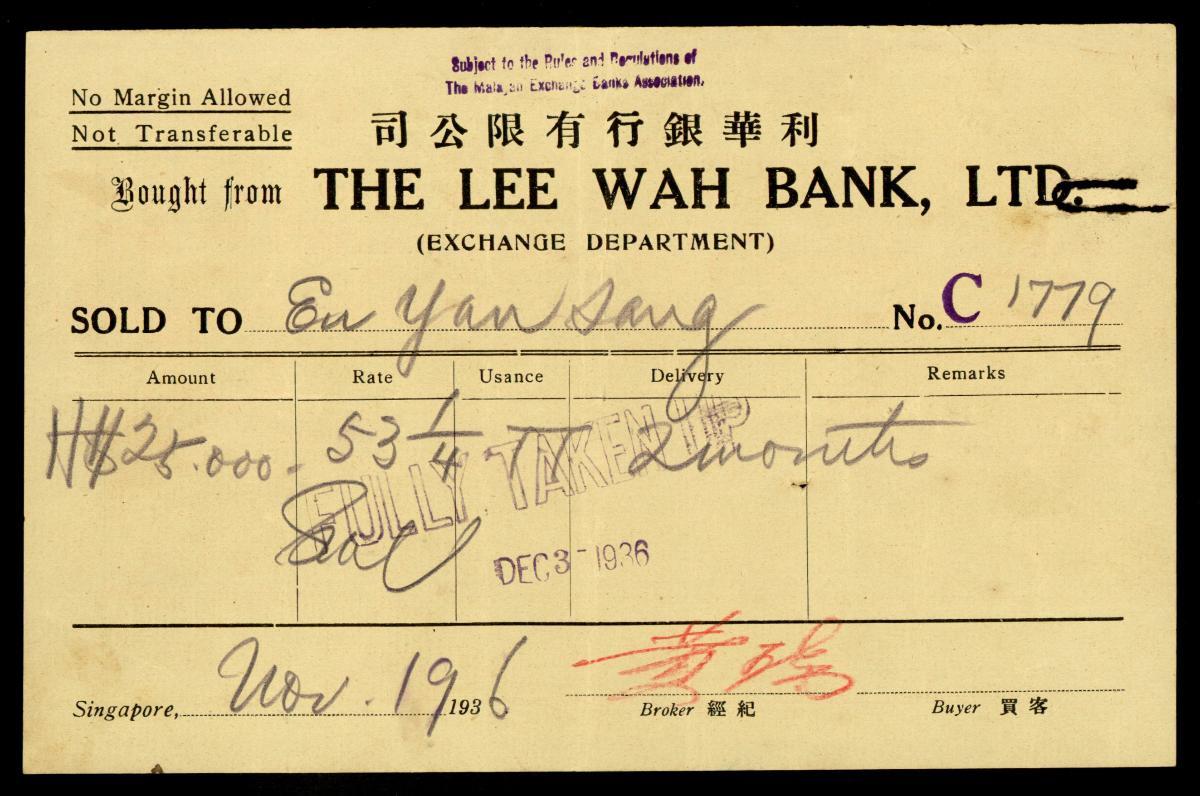 Subject to the Rules and Regulations of
The Malayan Exchange Banks Association.
No Margin Allowed
Not Transferable
司公限有行銀華利
Bought from THE LEE WAH BANK, LTD.
(EXCHANGE DEPARTMENT)
SOLD TO Eu Yan Sang No. C 1779
Amount Rate Usance Delivery Remarks
H$25.000.- 53 1/4 TT 2 months
FULLY TAKEN UP
DEC 3 - 1936
Singapore, Nov. 19, 1936
Broker 經紀 Buyer 買客